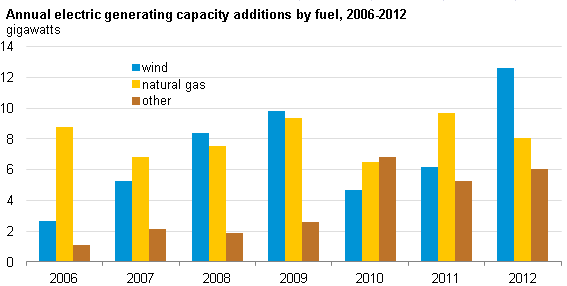 Annual electric generating capacity additions by fuel, 2006-2012
gigawatts
14
12
10
8
6
4
2
0
wind
natural gas
other
2006 2007 2008 2009 2010 2011 2012